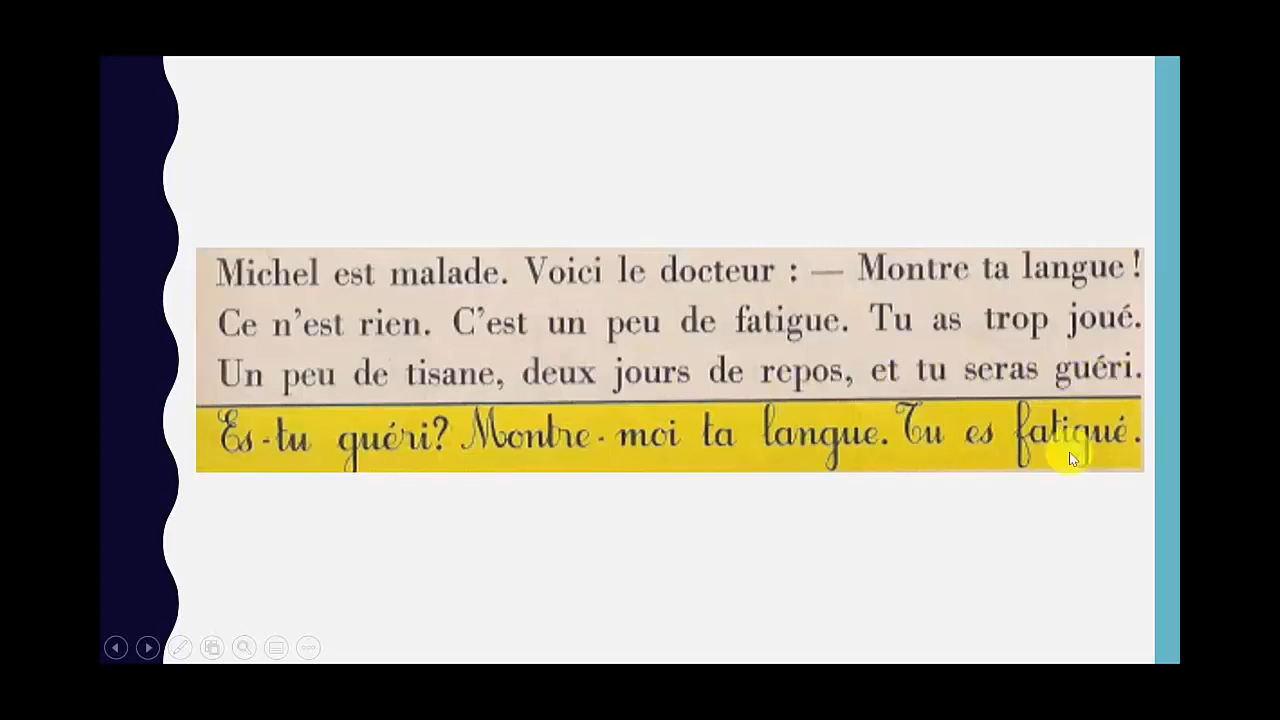 Michel est malade. Voici le docteur : — Montre ta langue !
Ce n'est rien. C'est un peu de fatigue. Tu as trop joué.
Un peu de tisane, deux jours de repos, et tu seras guéri.
Es-tu guéri? Montre-moi ta langue. Tu es fatiqué.